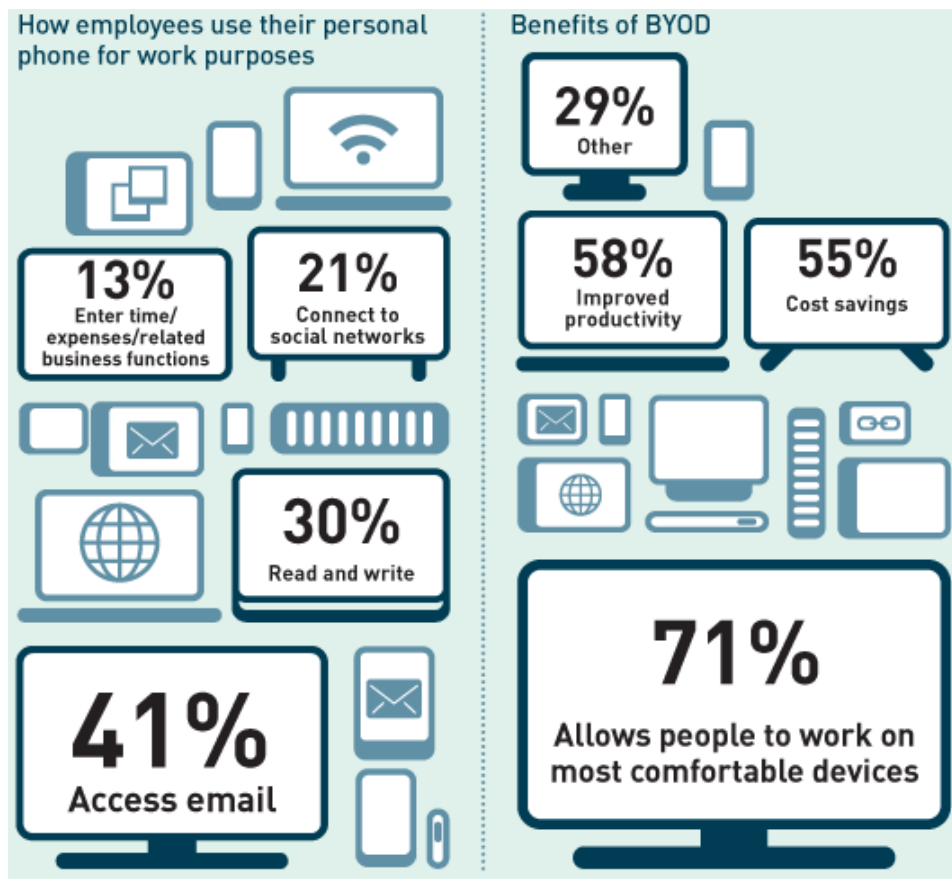 How employees use their personal
phone for work purposes
13%
Enter time/
expenses/related
business functions
21%
Connect to
social networks
30%
Read and write
41%
Access email
Benefits of BYOD
29%
Other
58%
Improved
productivity
55%
Cost savings
71%
Allows people to work on
most comfortable devices